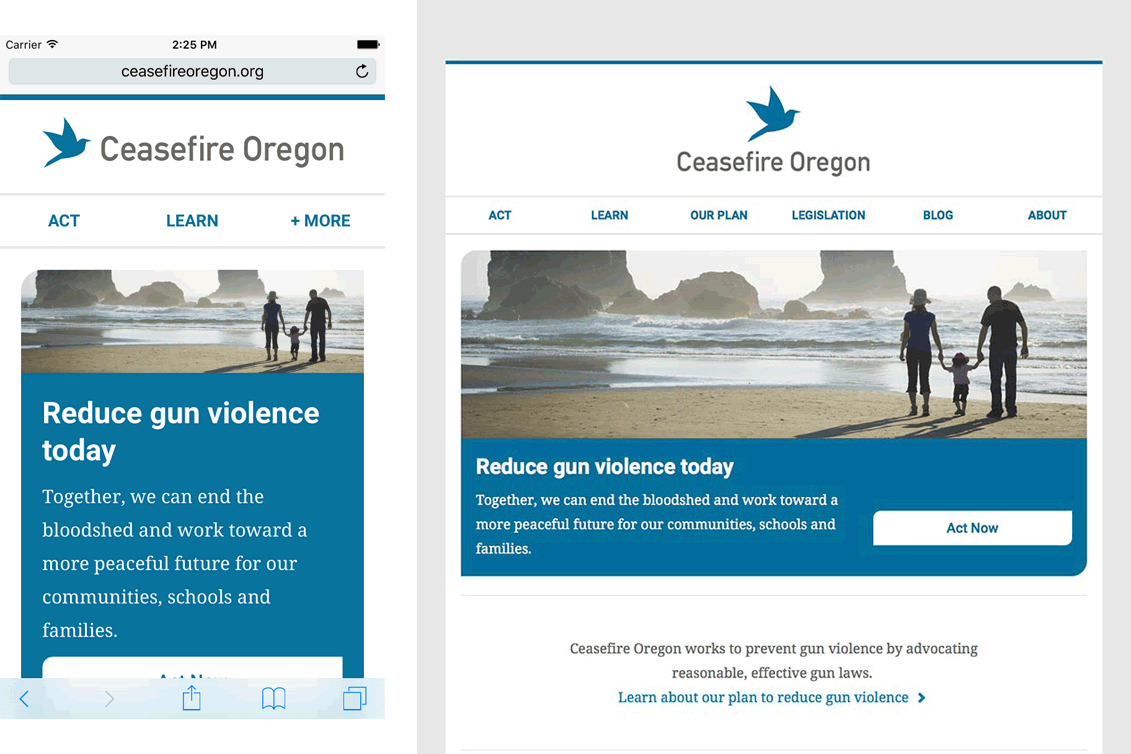 Carrier
2:25 PM
ceasefireoregon.org
Ceasefire Oregon
ACT
LEARN
+ MORE
Reduce gun violence
today
Together, we can end the
bloodshed and work toward a
more peaceful future for our
communities, schools and
families.
Act Now
Ceasefire Oregon
ACT
LEARN
OUR PLAN
LEGISLATION
BLOG
ABOUT
Reduce gun violence today
Together, we can end the bloodshed and work toward a
more peaceful future for our communities, schools and
families.
Act Now
Ceasefire Oregon works to prevent gun violence by advocating
reasonable, effective gun laws.
Learn about our plan to reduce gun violence